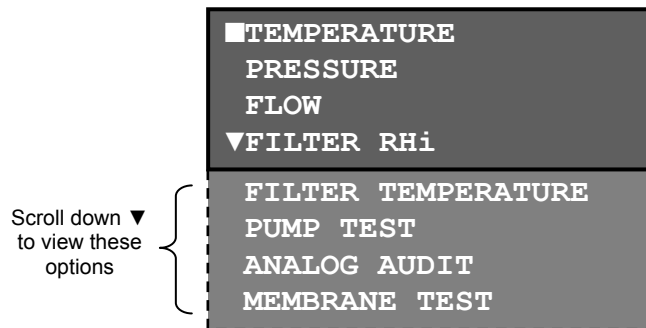 ■TEMPERATURE
PRESSURE
FLOW
▼FILTER RHi
FILTER TEMPERATURE
PUMP TEST
ANALOG AUDIT
MEMBRANE TEST
Scroll down ▼
to view these
options